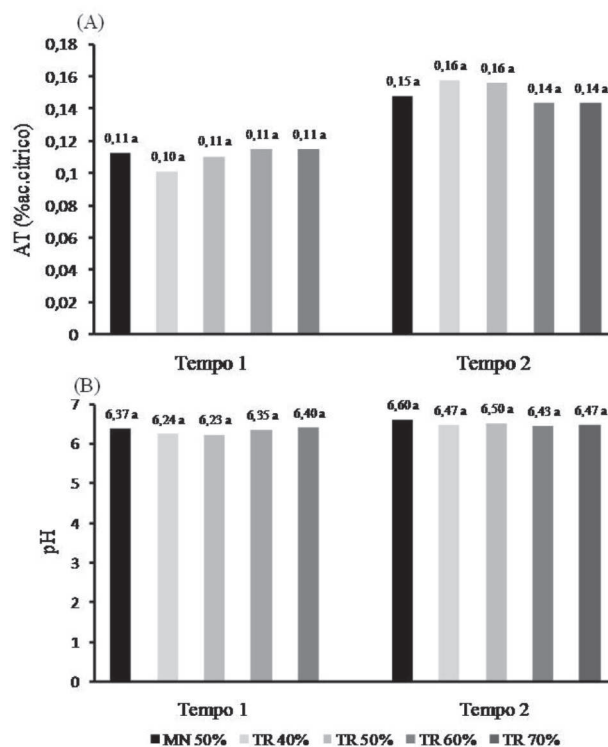 (A)
AT (%ac.citrico)
0,18
0,16
0,14
0,12
0,1
0,08
0,06
0,04
0,02
0
0,11 a
0,10 a
0,11 a
0,11 a
0,11 a
0,15 a
0,16 a
0,16 a
0,14 a
0,14 a
Tempo 1
Tempo 2
(B)
pH
7
6
5
4
3
2
1
0
6,37 a
6,24 a
6,23 a
6,35 a
6,40 a
6,60 a
6,47 a
6,50 a
6,43 a
6,47 a
Tempo 1
Tempo 2
MN 50% TR 40% TR 50% TR 60% TR 70%